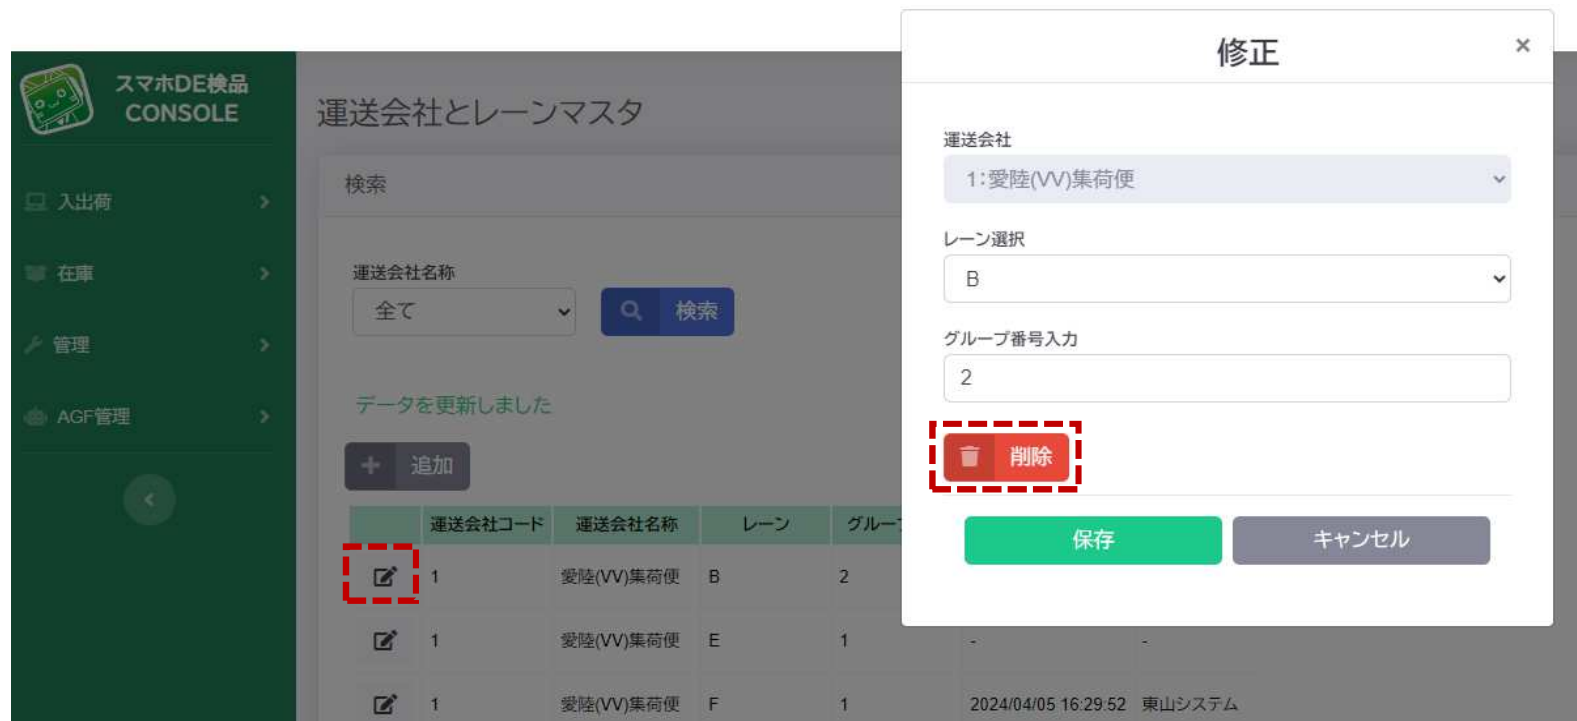 スマホDE検品
CONSOLE
入出荷
在庫
管理
AGF管理
運送会社とレーンマスタ
検索
運送会社名称
全て
検索
データを更新しました
追加
運送会社コード 運送会社名称 レーン グループ
1 愛陸(VV)集荷便 B 2
1 愛陸(VV)集荷便 E 1 - -
1 愛陸(VV)集荷便 F 1 2024/04/05 16:29:52 東山システム
修正
×
運送会社
1:愛陸(VV)集荷便
レーン選択
B
グループ番号入力
2
削除
保存 キャンセル